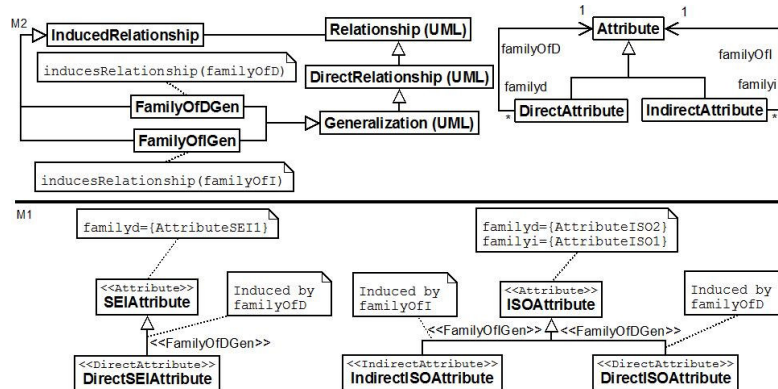 M2
InducedRelationship
Relationship (UML)
inducesRelationship(familyOfD)
DirectRelationship (UML)
FamilyOfDGen
FamilyOfIGen
Generalization (UML)
inducesRelationship(familyOfI)
1
Attribute
1
familyOfD
familyOfI
familyd
familyi
DirectAttribute
IndirectAttribute
*
*
M1
familyd={AttributeSEI1}
<<Attribute>>
SEIAttribute
Induced by
familyOfD
<<FamilyOfDGen>>
<<DirectAttribute>>
DirectSEIAttribute
familyd={AttributeISO2}
familyi={AttributeISO1}
Induced by
familyOfI
<<Attribute>>
ISOAttribute
Induced by
familyOfD
<<FamilyOfIGen>>
<<FamilyOfDGen>>
<<IndirectAttribute>>
IndirectISOAttribute
<<DirectAttribute>>
DirectISOAttribute